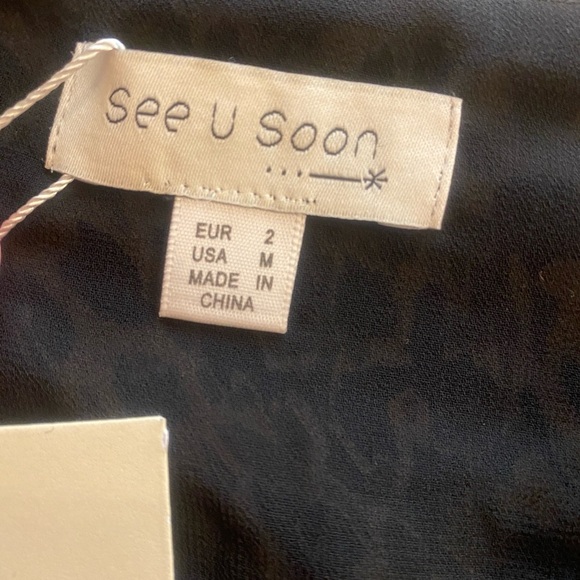 See U Soon
EUR 2
USA M
MADE IN
CHINA